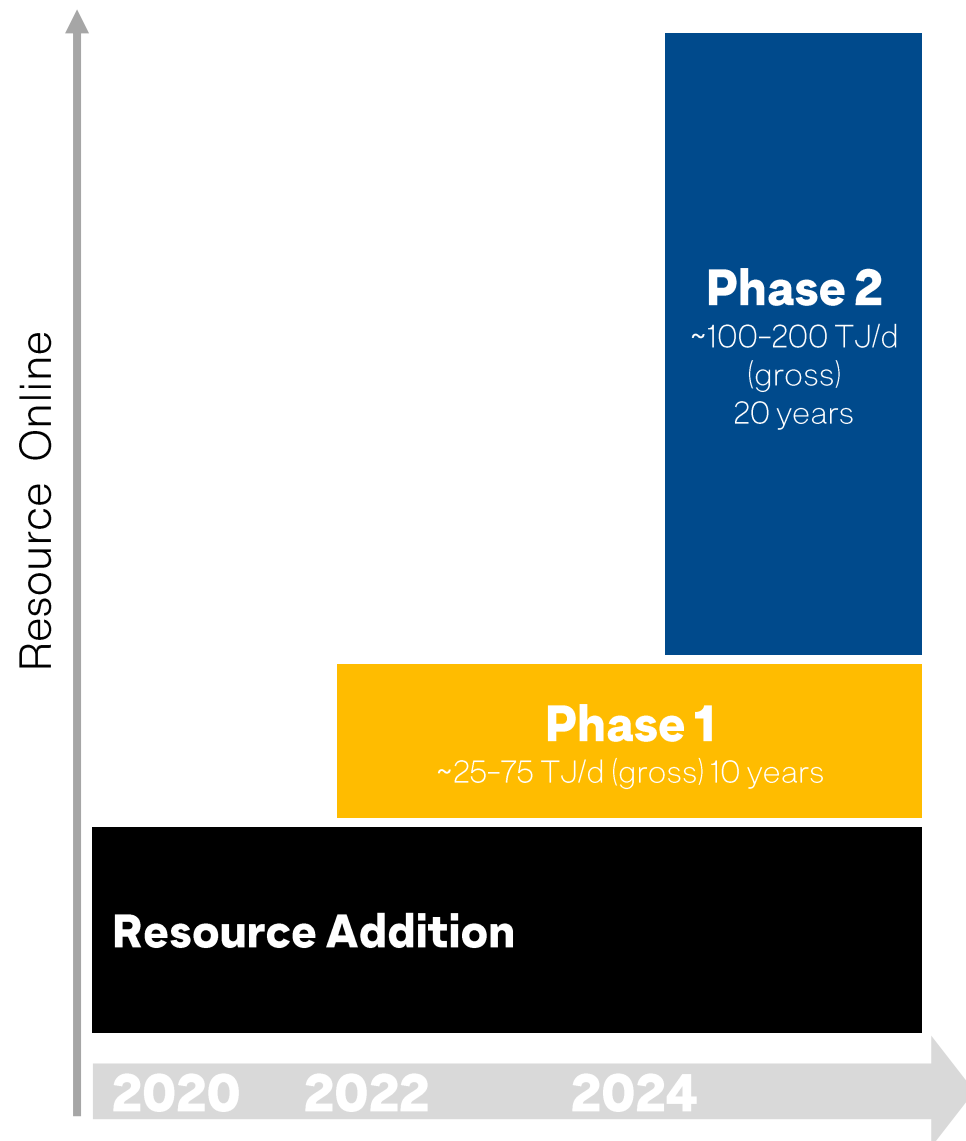 Resource Online
Phase 2
~100–200 TJ/d
(gross)
20 years
Phase 1
~25–75 TJ/d (gross) 10 years
Resource Addition
2020 2022 2024